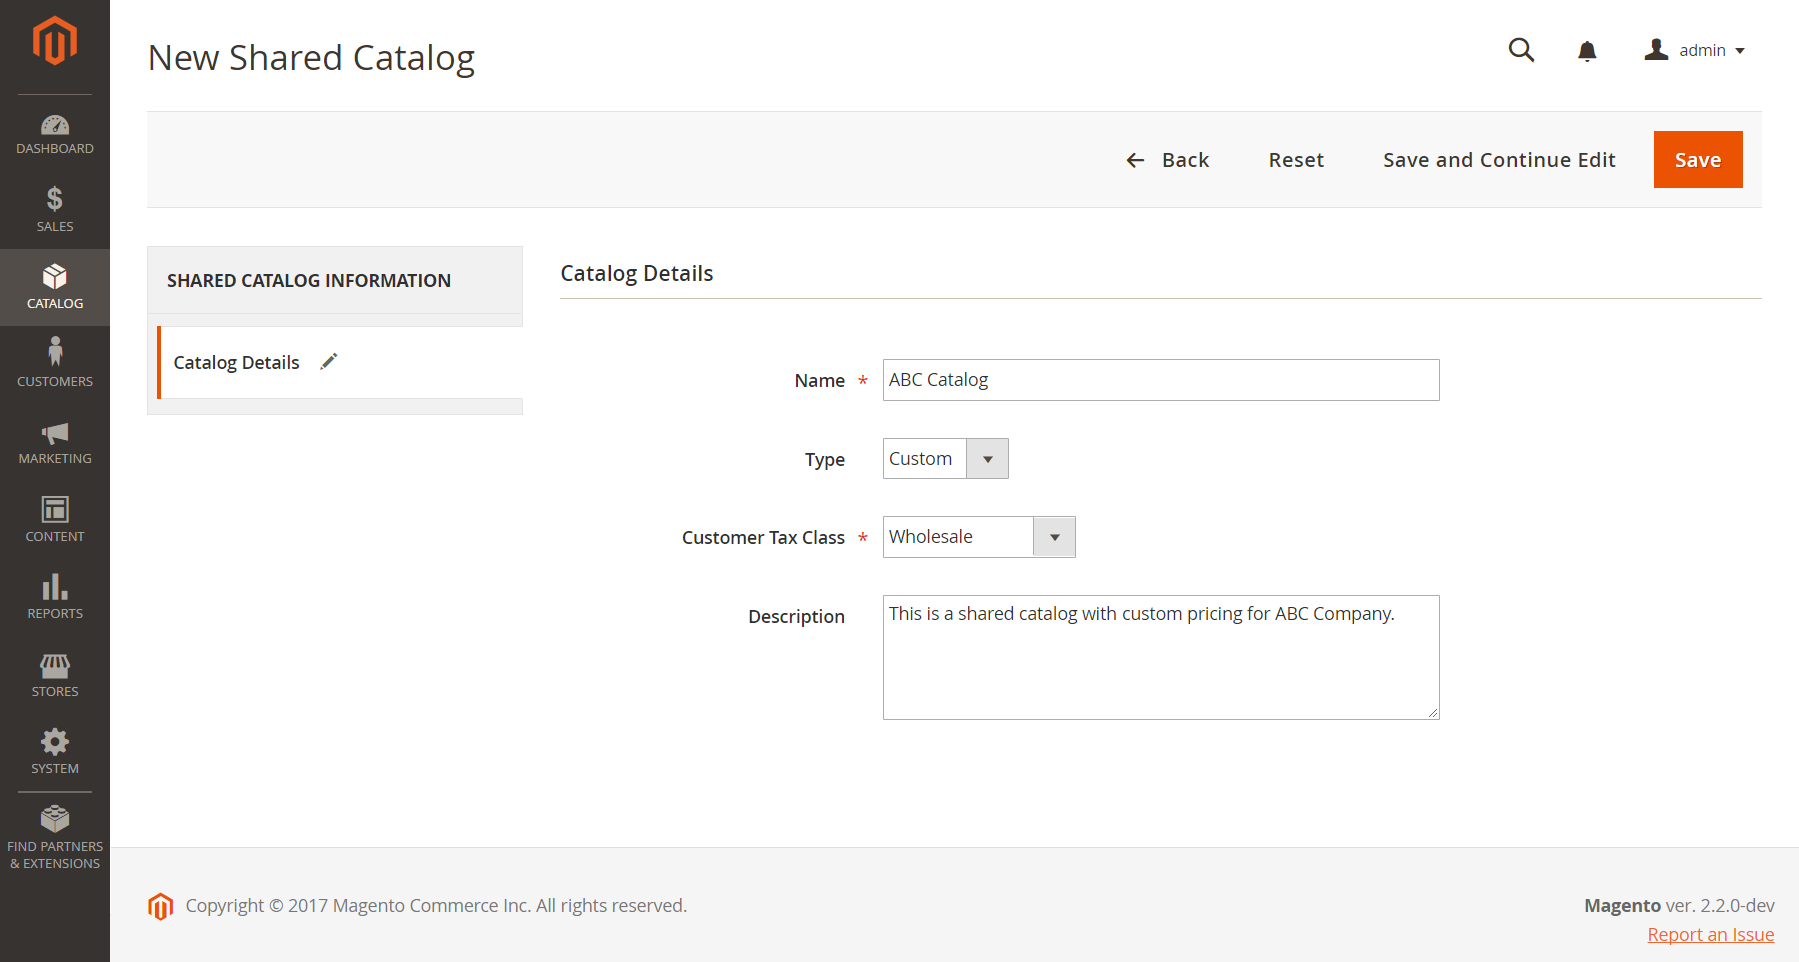 New Shared Catalog
admin
Back
Reset
Save and Continue Edit
Save
DASHBOARD
SALES
CATALOG
CUSTOMERS
MARKETING
CONTENT
REPORTS
STORES
SYSTEM
FIND PARTNERS
& EXTENSIONS
SHARED CATALOG INFORMATION
Catalog Details
Catalog Details
Name *
ABC Catalog
Type
Custom
Customer Tax Class *
Wholesale
Description
This is a shared catalog with custom pricing for ABC Company.
Copyright © 2017 Magento Commerce Inc. All rights reserved.
Magento ver. 2.2.0-dev
Report an Issue